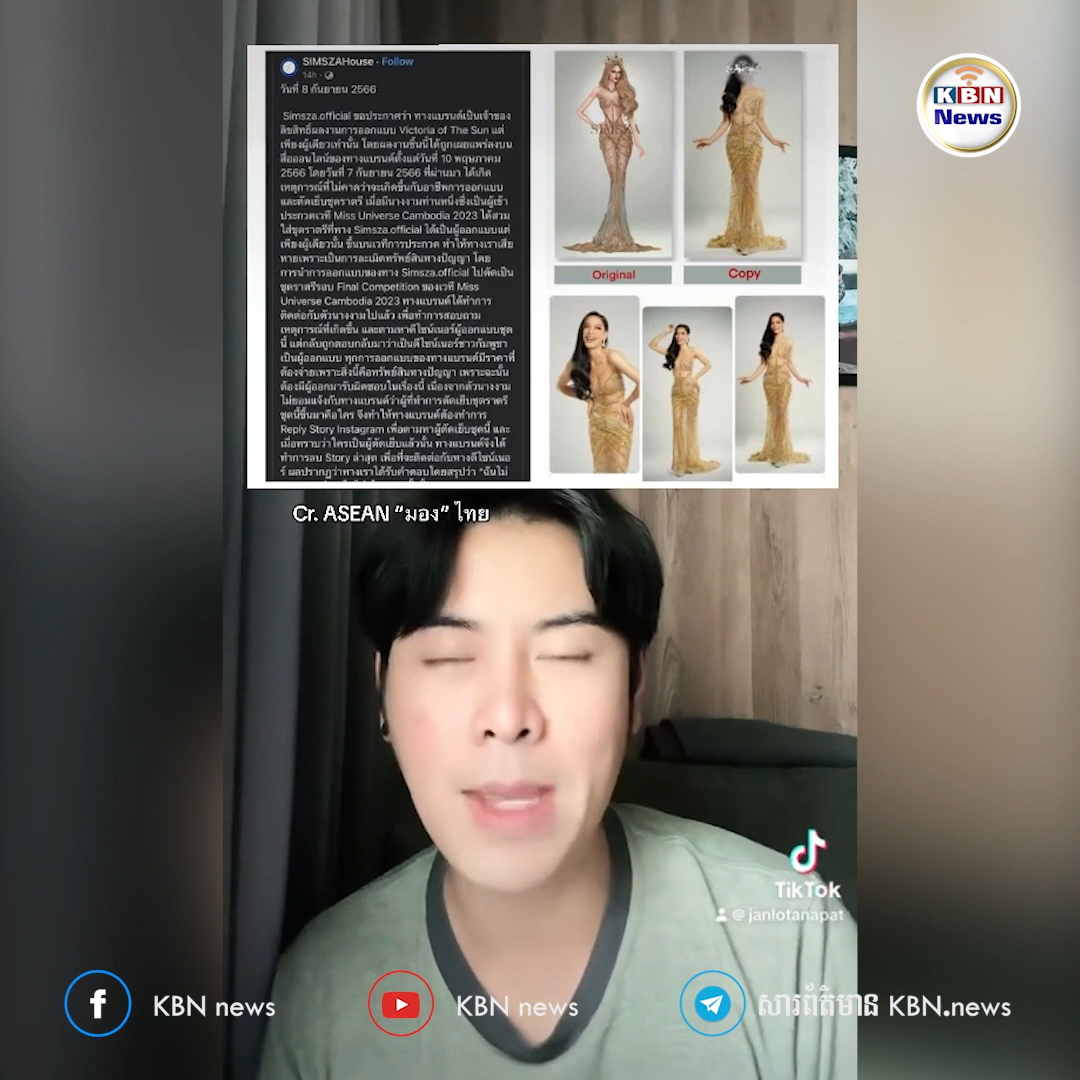 SIMSZAHouse · Follow
14h ·
วันที่ 8 กันยายน 2566
Simsza.official ขอประกาศว่า ทางแบรนด์เป็นเจ้าของ
ลิขสิทธิ์ผลงานการออกแบบ Victoria of The Sun แต่
เพียงผู้เดียวเท่านั้น โดยผลงานชิ้นนี้ได้ถูกเผยแพร่ลงบน
สื่อออนไลน์ของทางแบรนด์ตั้งแต่วันที่ 10 พฤษภาคม
2566 โดยวันที่ 7 กันยายน 2566 ที่ผ่านมา ได้เกิด
เหตุการณ์ที่ไม่คาดว่าจะเกิดขึ้นกับอาชีพการออกแบบ
และตัดเย็บชุดราตรี เมื่อมีนางงามท่านหนึ่งซึ่งเป็นผู้เข้า
ประกวดเวที Miss Universe Cambodia 2023 ได้สวม
ใส่ชุดราตรีที่ทาง Simsza.official ได้เป็นผู้ออกแบบแต่
เพียงผู้เดียวนั้น ขึ้นบนเวทีการประกวด ทำให้ทางเราเสีย
หายเพราะเป็นการละเมิดทรัพย์สินทางปัญญา โดย
การนำการออกแบบของทาง Simsza.official ไปตัดเป็น
ชุดราตรีรอบ Final Competition ของเวที Miss
Universe Cambodia 2023 ทางแบรนด์ได้ทำการ
ติดต่อกับตัวนางงามไปแล้ว เพื่อทำการสอบถาม
เหตุการณ์ที่เกิดขึ้น และตามหาดีไซน์เนอร์ผู้ออกแบบชุด
นี้ แต่กลับถูกตอบกลับมาว่าเป็นดีไซน์เนอร์ชาวกัมพูชา
เป็นผู้ออกแบบ ทุกการออกแบบของทางแบรนด์มีราคาที่
ต้องจ่ายเพราะสิ่งนี้คือทรัพย์สินทางปัญญา เพราะฉะนั้น
ต้องมีผู้ออกมารับผิดชอบในเรื่องนี้ เนื่องจากตัวนางงาม
ไม่ยอมแจ้งกับทางแบรนด์ว่าผู้ที่ทำการตัดเย็บชุดราตรี
ชุดนี้ขึ้นมาคือใคร จึงทำให้ทางแบรนด์ต้องทำการ
Reply Story Instagram เพื่อตามหาผู้ตัดเย็บชุดนี้ และ
เมื่อทราบว่าใครเป็นผู้ตัดเย็บแล้วนั้น ทางแบรนด์จึงได้
ทำการลบ Story ล่าสุด เพื่อที่จะติดต่อกับทางดีไซน์เนอ
ร์ ผลปรากฏว่าทางเราได้รับคำตอบโดยสรุปว่า “ฉันไม่
SIMSZA
Original
Copy
KBN
News
Cr. ASEAN “มอง” ไทย
TikTok
@janlotanapat
KBN news
KBN news
សារព័ត៌មាន KBN.news